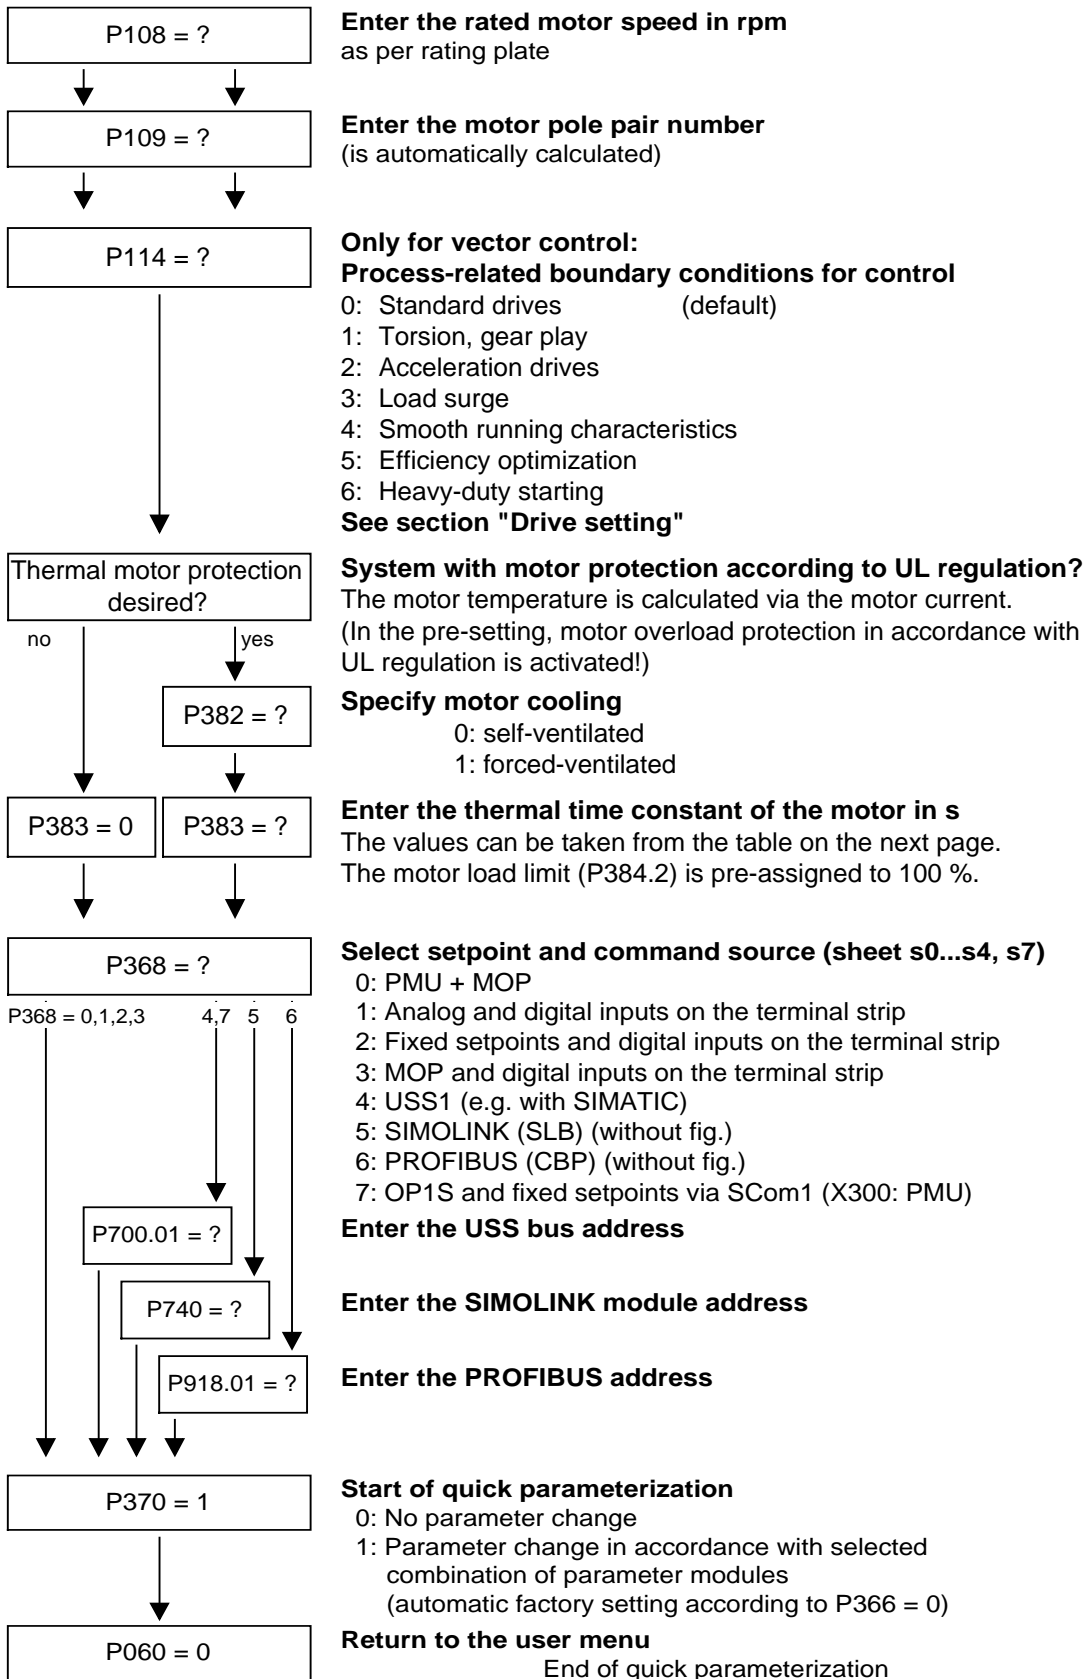 P108 = ?
Enter the rated motor speed in rpm
as per rating plate
P109 = ?
Enter the motor pole pair number
(is automatically calculated)
P114 = ?
Only for vector control:
Process-related boundary conditions for control
0: Standard drives (default)
1: Torsion, gear play
2: Acceleration drives
3: Load surge
4: Smooth running characteristics
5: Efficiency optimization
6: Heavy-duty starting
See section "Drive setting"
Thermal motor protection
desired?
no
yes
System with motor protection according to UL regulation?
The motor temperature is calculated via the motor current.
(In the pre-setting, motor overload protection in accordance with
UL regulation is activated!)
P382 = ?
Specify motor cooling
0: self-ventilated
1: forced-ventilated
P383 = 0
P383 = ?
Enter the thermal time constant of the motor in s
The values can be taken from the table on the next page.
The motor load limit (P384.2) is pre-assigned to 100 %.
P368 = ?
P368 = 0,1,2,3 4,7 5 6
Select setpoint and command source (sheet s0...s4, s7)
0: PMU + MOP
1: Analog and digital inputs on the terminal strip
2: Fixed setpoints and digital inputs on the terminal strip
3: MOP and digital inputs on the terminal strip
4: USS1 (e.g. with SIMATIC)
5: SIMOLINK (SLB) (without fig.)
6: PROFIBUS (CBP) (without fig.)
7: OP1S and fixed setpoints via SCom1 (X300: PMU)
P700.01 = ?
Enter the USS bus address
P740 = ?
Enter the SIMOLINK module address
P918.01 = ?
Enter the PROFIBUS address
P370 = 1
Start of quick parameterization
0: No parameter change
1: Parameter change in accordance with selected
combination of parameter modules
(automatic factory setting according to P366 = 0)
P060 = 0
Return to the user menu
End of quick parameterization